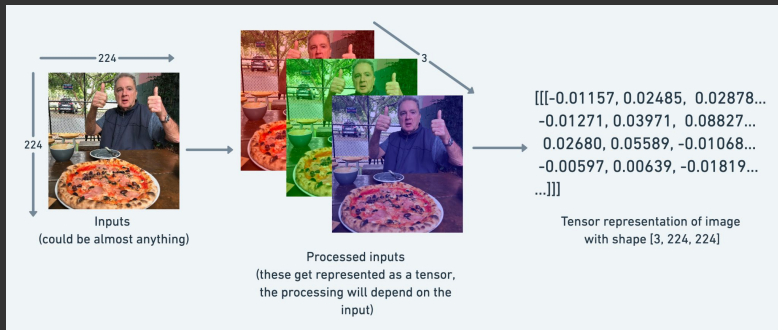 224
224
Inputs
(could be almost anything)
3
Processed inputs
(these get represented as a tensor,
the processing will depend on the
input)
[[[-0.01157, 0.02485, 0.02878...
-0.01271, 0.03971, 0.08827...
0.02680, 0.05589, -0.01068...
-0.00597, 0.00639, -0.01819...
...]]]
Tensor representation of image
with shape [3, 224, 224]